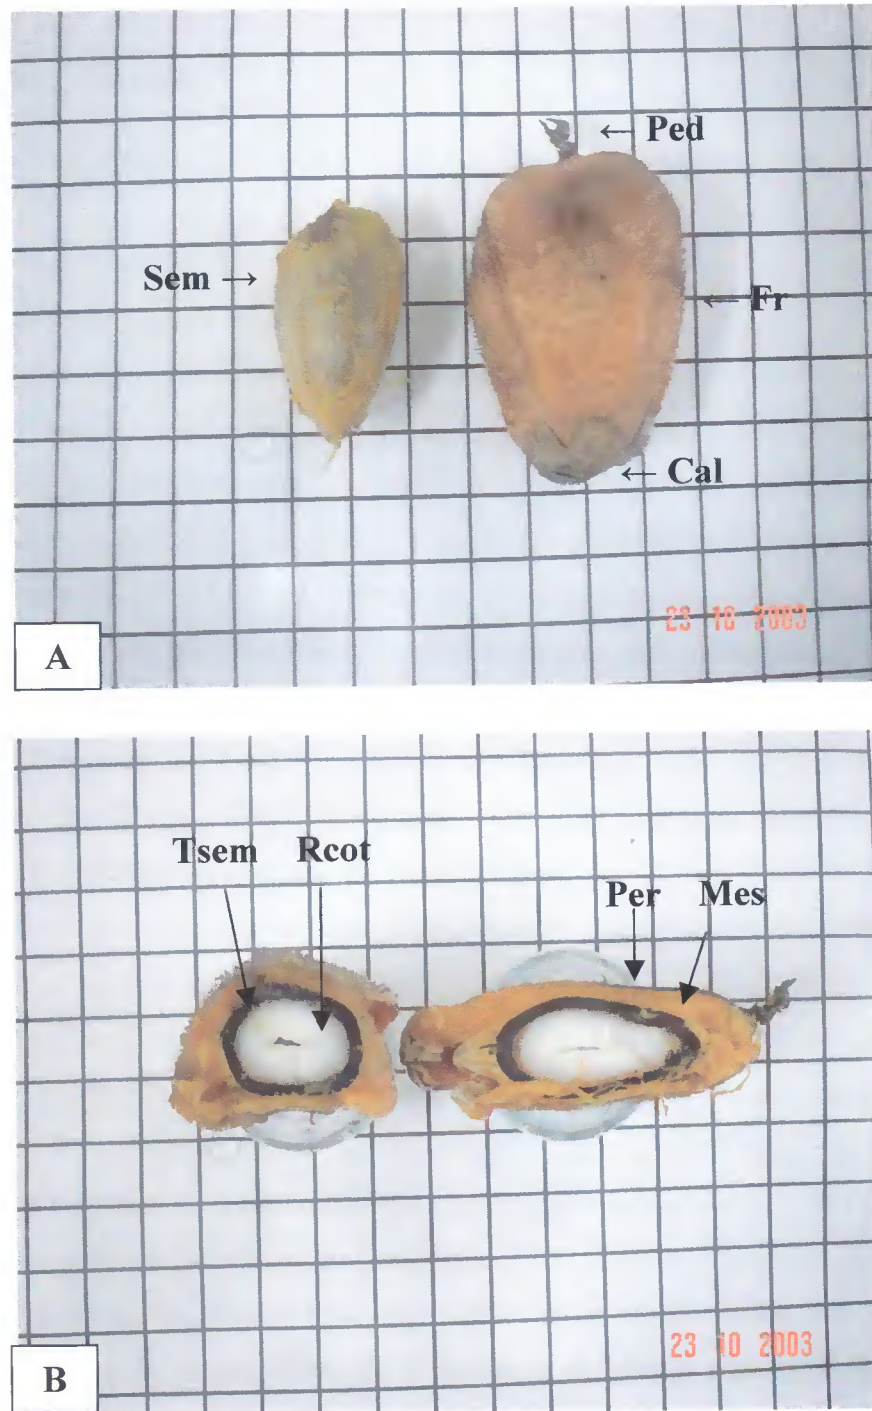 ← Ped
Sem →
← Fr
← Cal
23 10 2003
A
Tsem Rcot
Per Mes
23 10 2003
B